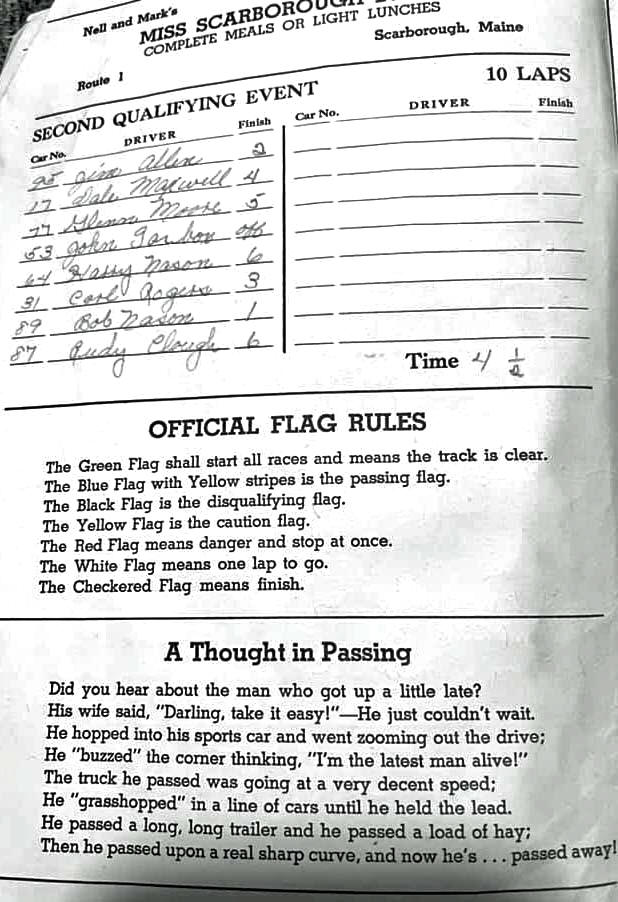 Nell and Mark's
MISS SCARBOROUGH
COMPLETE MEALS OR LIGHT LUNCHES
Route 1 Scarborough, Maine
SECOND QUALIFYING EVENT 10 LAPS
Car No. DRIVER Finish Car No. DRIVER Finish
25 Jim Allen 2
17 Dale Maxwell 4
77 Glenn Moore 5
53 John off
64 Harry Nason 6
31 Carl Rogers 3
89 Bob Nason 1
87 Rudy Clough 6
Time 4 1/2
OFFICIAL FLAG RULES
The Green Flag shall start all races and means the track is clear.
The Blue Flag with Yellow stripes is the passing flag.
The Black Flag is the disqualifying flag.
The Yellow Flag is the caution flag.
The Red Flag means danger and stop at once.
The White Flag means one lap to go.
The Checkered Flag means finish.
A Thought in Passing
Did you hear about the man who got up a little late?
His wife said, "Darling, take it easy!"—He just couldn't wait.
He hopped into his sports car and went zooming out the drive;
He "buzzed" the corner thinking, "I'm the latest man alive!"
The truck he passed was going at a very decent speed;
He "grasshopped" in a line of cars until he held the lead.
He passed a long, long trailer and he passed a load of hay;
Then he passed upon a real sharp curve, and now he's . . . passed away!